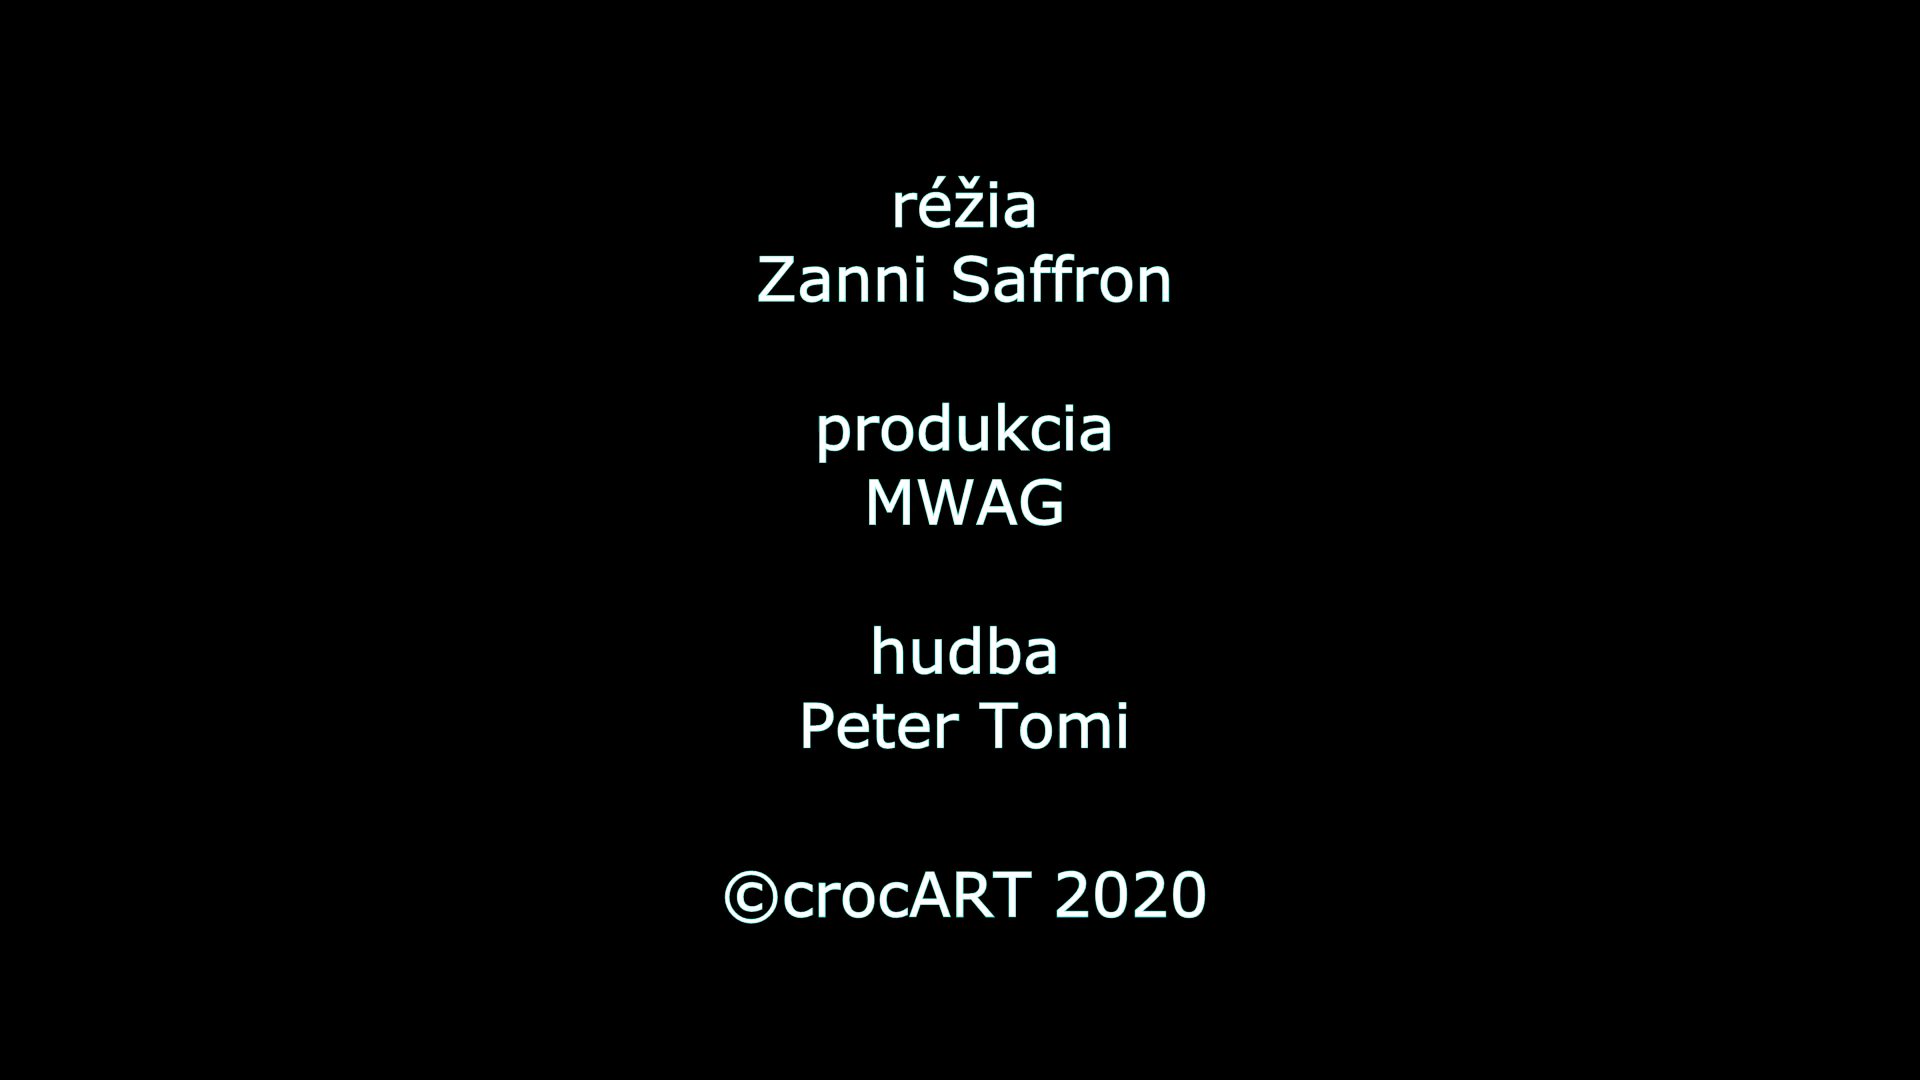 réžia
Zanni Saffron
produkcia
MWAG
hudba
Peter Tomi
©crocART 2020